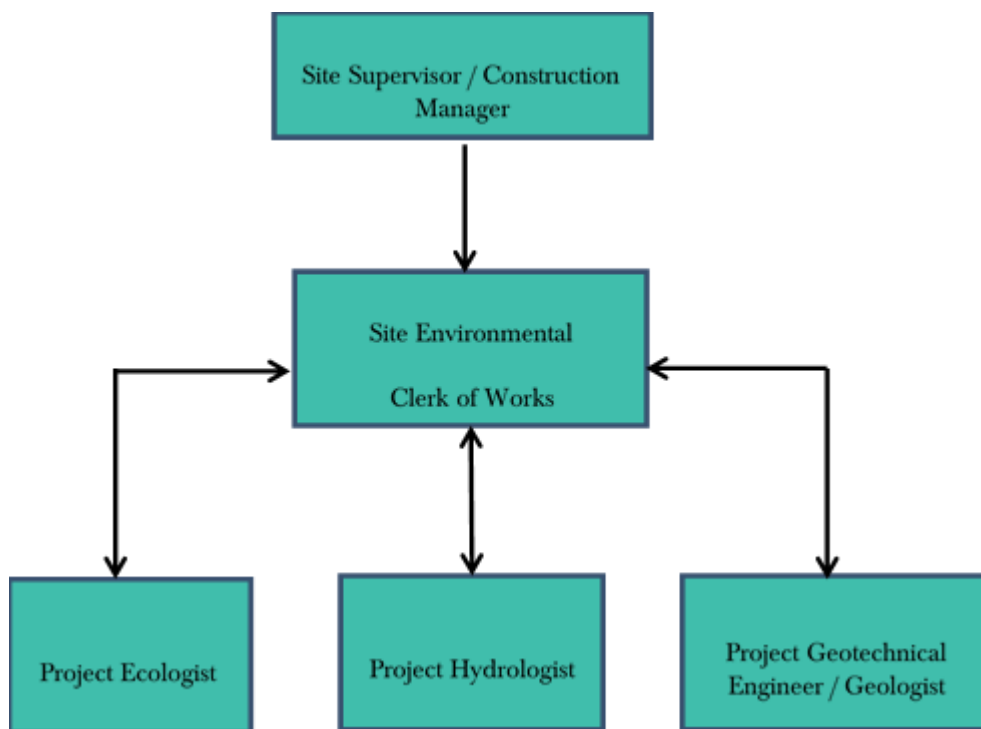 Site Supervisor / Construction
Manager
Site Environmental
Clerk of Works
Project Ecologist
Project Hydrologist
Project Geotechnical
Engineer / Geologist